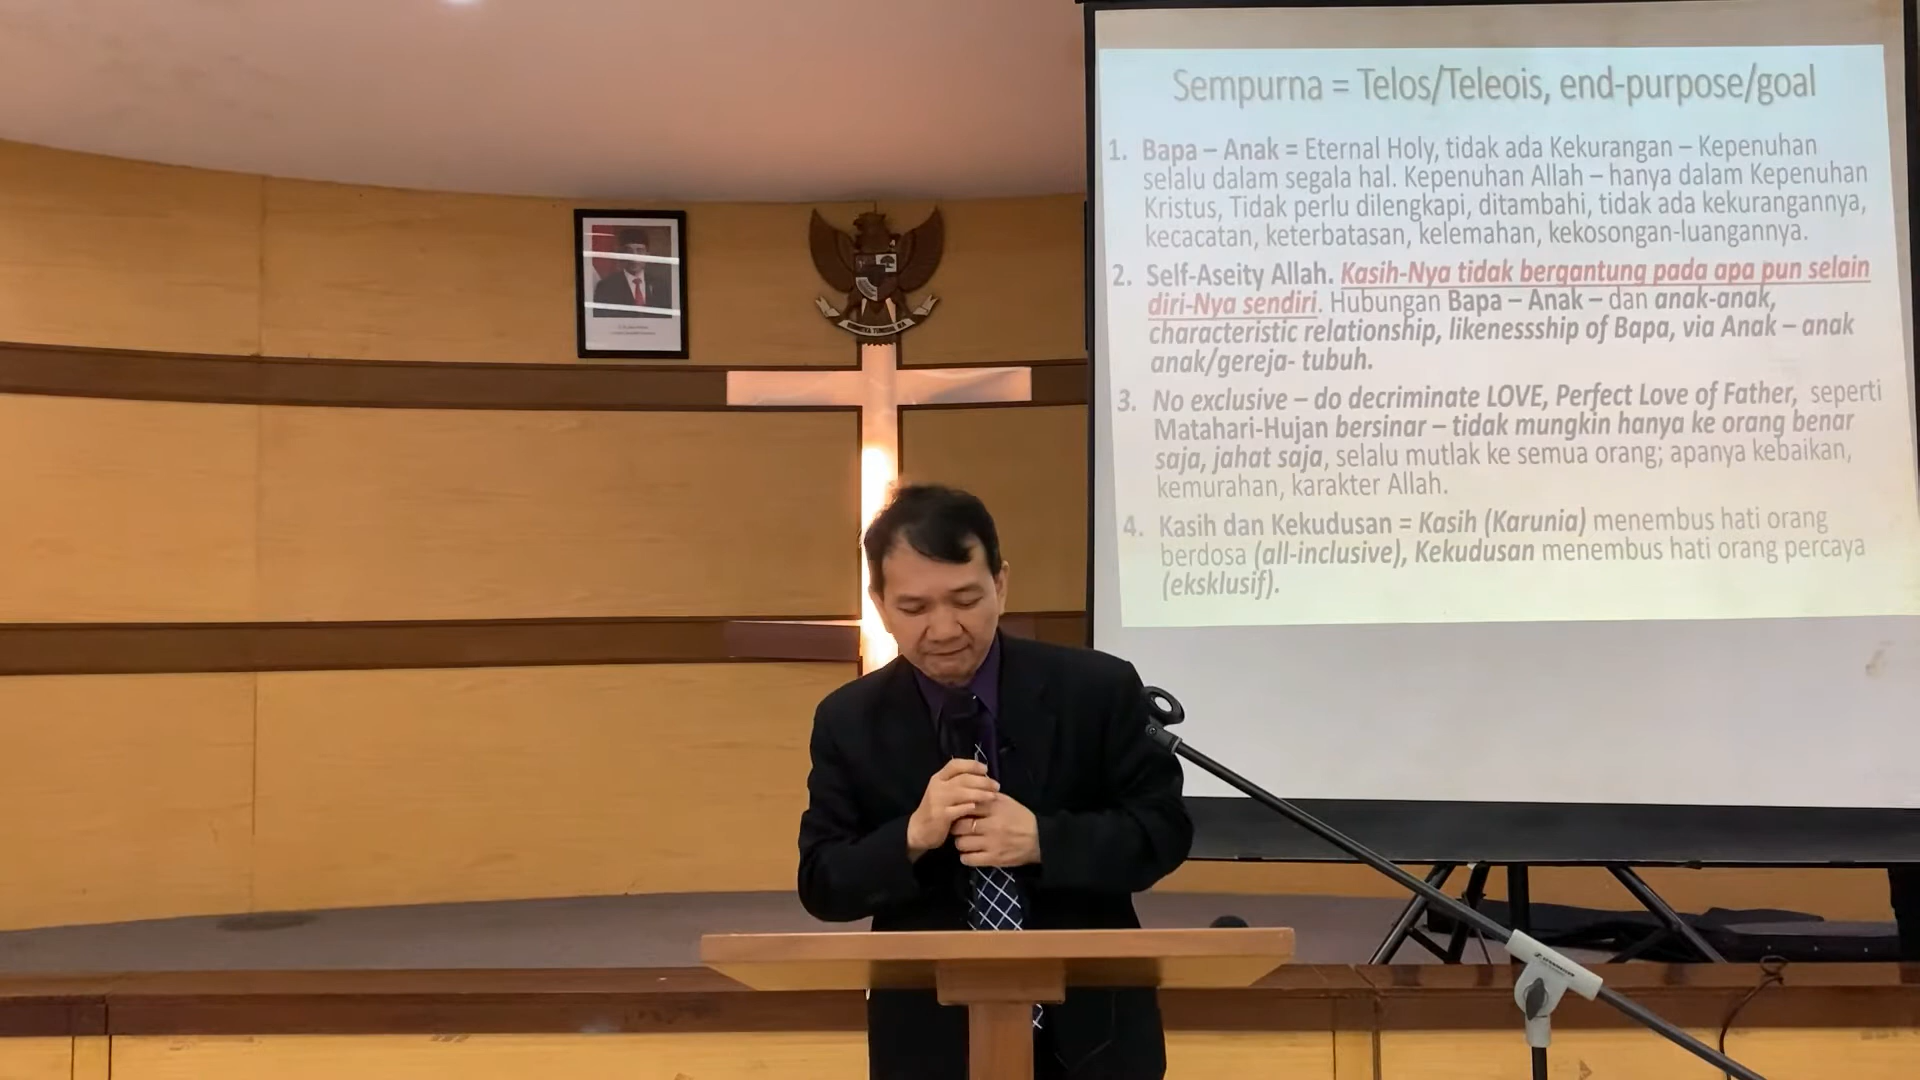 Sempurna = Telos/Teleois, end-purpose/goal
1. Bapa – Anak = Eternal Holy, tidak ada Kekurangan – Kepenuhan
selalu dalam segala hal. Kepenuhan Allah – hanya dalam Kepenuhan
Kristus, Tidak perlu dilengkapi, ditambahi, tidak ada kekurangannya,
kecacatan, keterbatasan, kelemahan, kekosongan-luangannya.
2. Self-Aseity Allah. Kasih-Nya tidak bergantung pada apa pun selain
diri-Nya sendiri. Hubungan Bapa – Anak – dan anak-anak,
characteristic relationship, likenessship of Bapa, via Anak – anak
anak/gereja- tubuh.
3. No exclusive – do decriminate LOVE, Perfect Love of Father, seperti
Matahari-Hujan bersinar – tidak mungkin hanya ke orang benar
saja, jahat saja, selalu mutlak ke semua orang; apanya kebaikan,
kemurahan, karakter Allah.
4. Kasih dan Kekudusan = Kasih (Karunia) menembus hati orang
berdosa (all-inclusive), Kekudusan menembus hati orang percaya
(eksklusif).